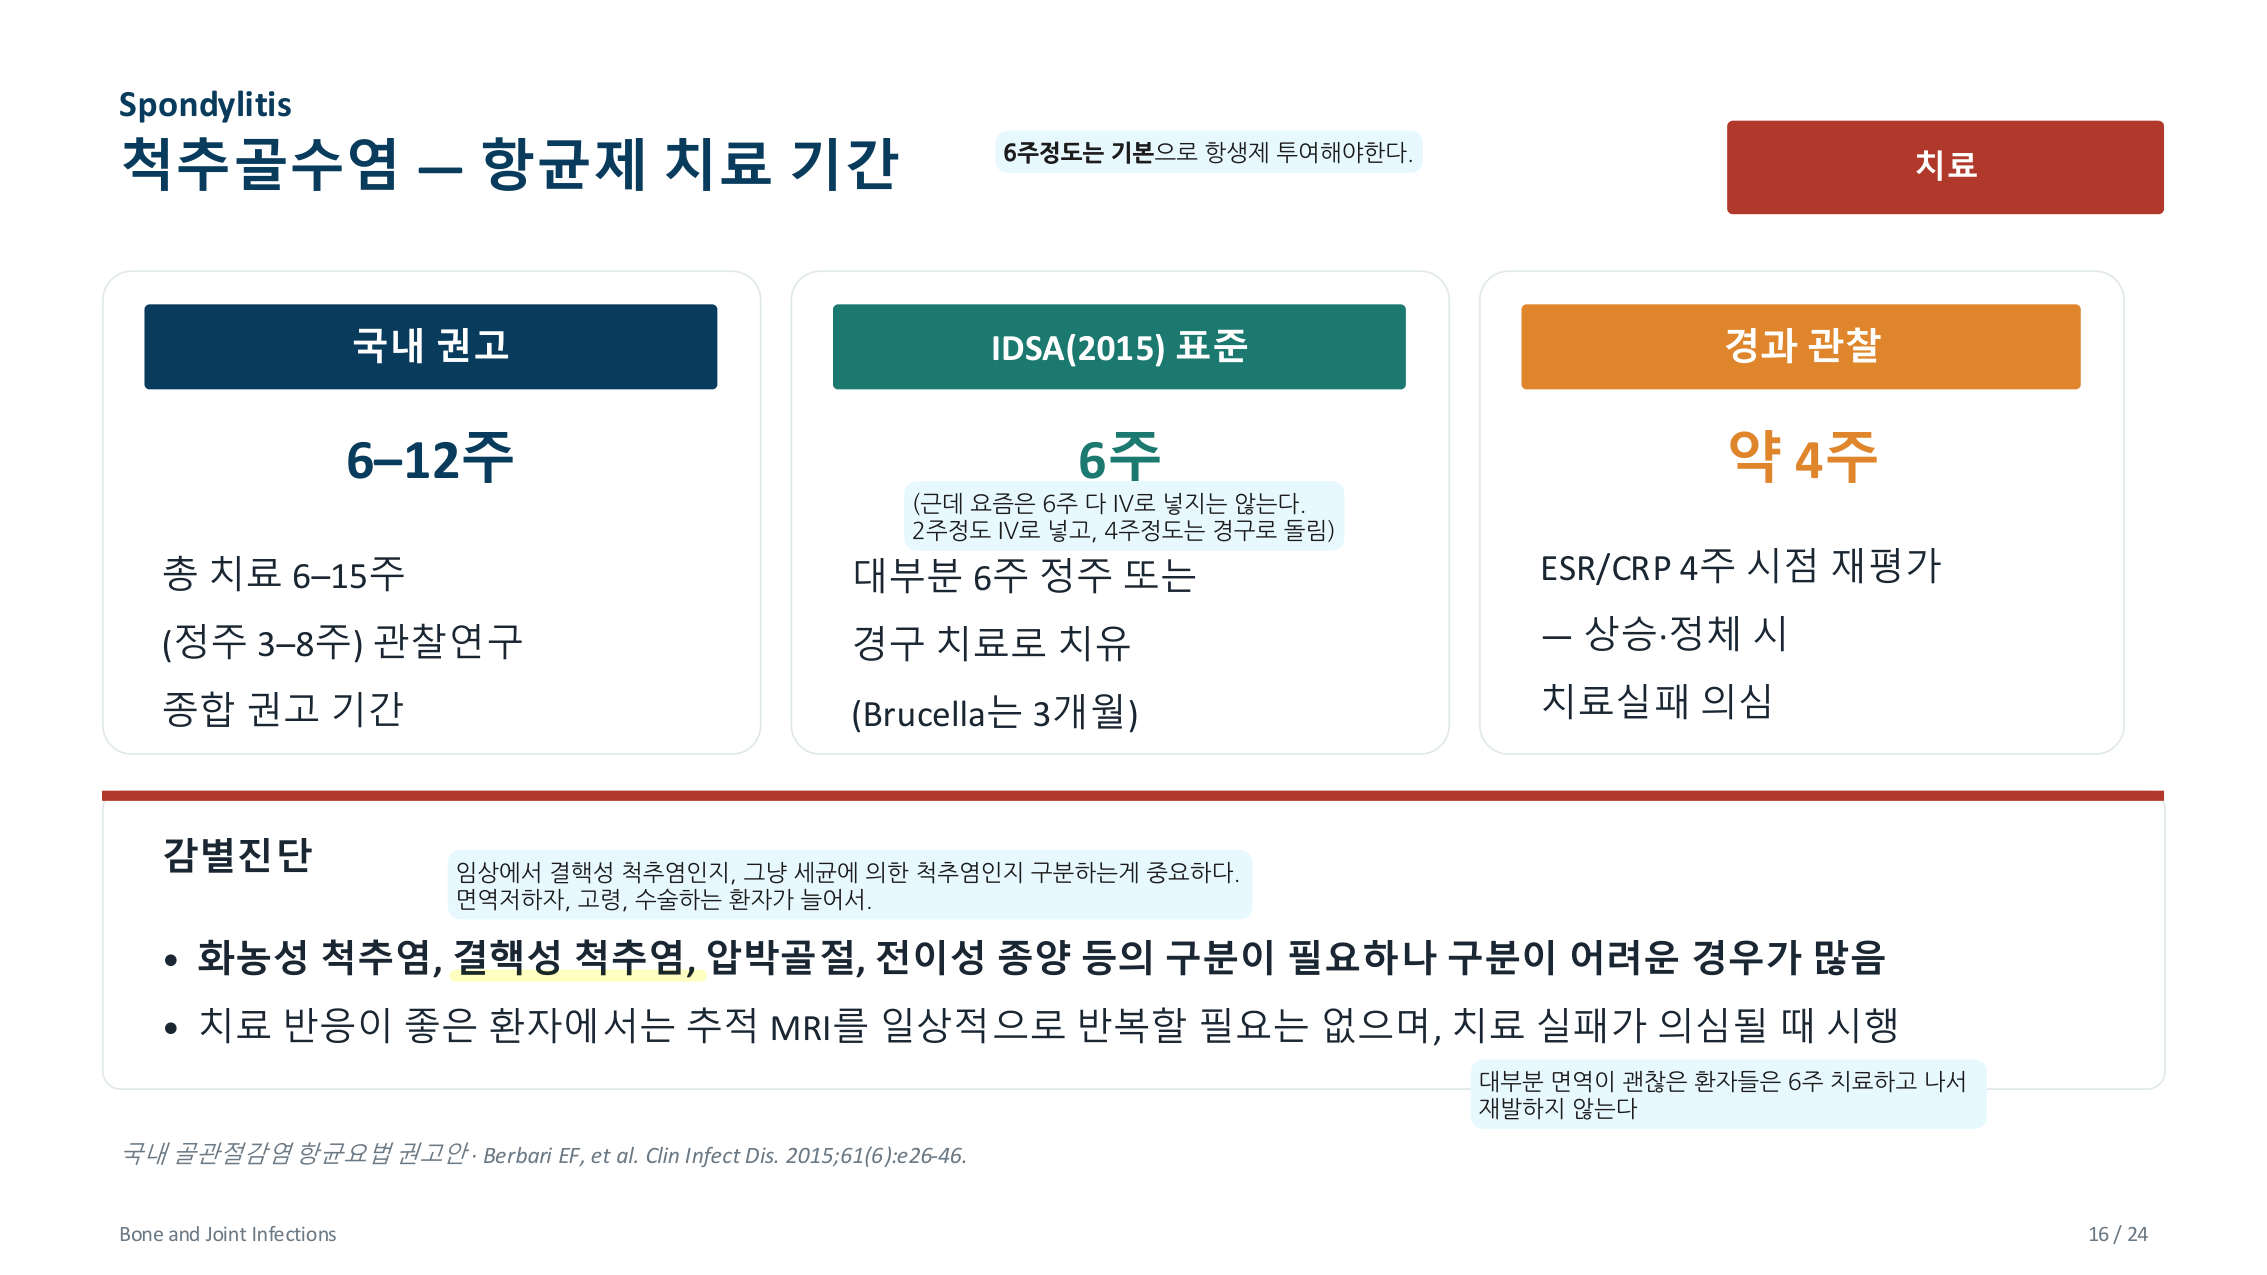 Spondylitis
척추골수염 — 항균제 치료 기간
6주정도는 기본으로 항생제 투여해야한다.
치료
국내 권고
6–12주
총 치료 6–15주
(정주 3–8주) 관찰연구
종합 권고 기간
IDSA(2015) 표준
6주
(근데 요즘은 6주 다 IV로 넣지는 않는다.
2주정도 IV로 넣고, 4주정도는 경구로 돌림)
대부분 6주 정주 또는
경구 치료로 치유
(Brucella는 3개월)
경과 관찰
약 4주
ESR/CRP 4주 시점 재평가
— 상승·정체 시
치료실패 의심
감별진단
임상에서 결핵성 척추염인지, 그냥 세균에 의한 척추염인지 구분하는게 중요하다.
면역저하자, 고령, 수술하는 환자가 늘어서.
• 화농성 척추염, 결핵성 척추염, 압박골절, 전이성 종양 등의 구분이 필요하나 구분이 어려운 경우가 많음
• 치료 반응이 좋은 환자에서는 추적 MRI를 일상적으로 반복할 필요는 없으며, 치료 실패가 의심될 때 시행
대부분 면역이 괜찮은 환자들은 6주 치료하고 나서
재발하지 않는다
국내 골관절감염 항균요법 권고안 · Berbari EF, et al. Clin Infect Dis. 2015;61(6):e26-46.
Bone and Joint Infections
16 / 24